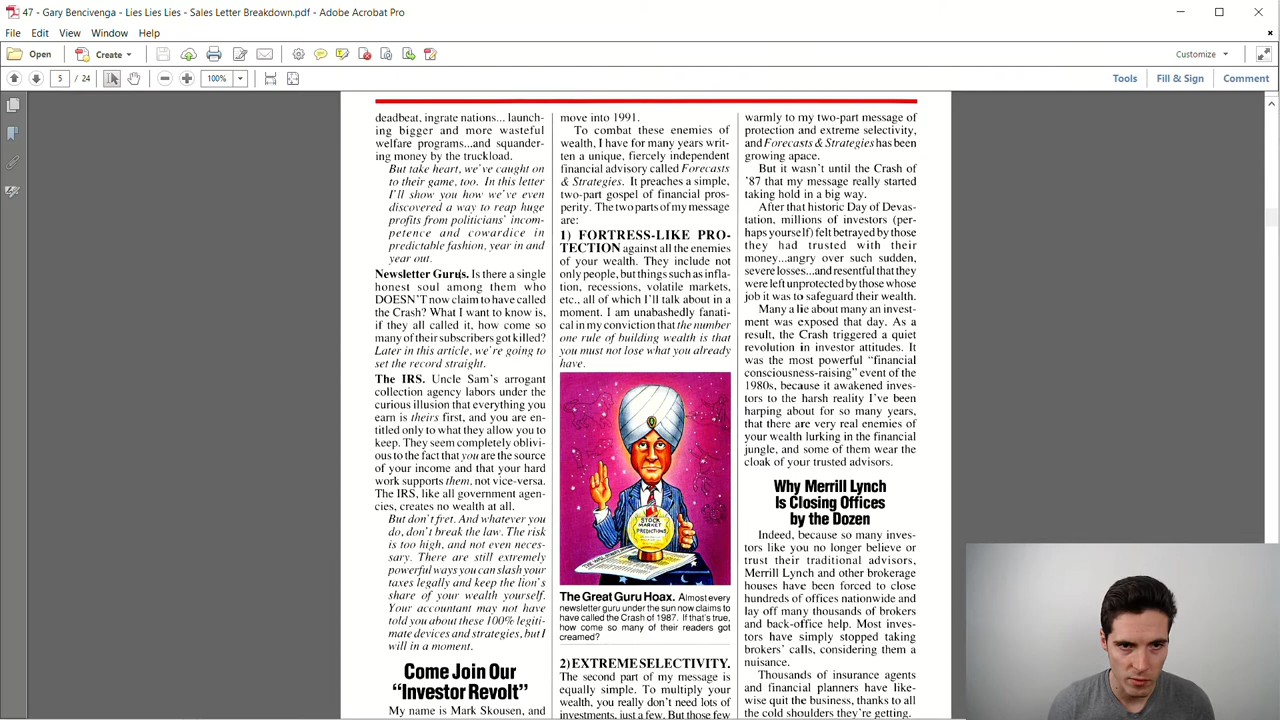 47 - Gary Bencivenga - Lies Lies Lies - Sales Letter Breakdown.pdf - Adobe Acrobat Pro
File Edit View Window Help
Open Create Customize
5 / 24 100% Tools Fill & Sign Comment
deadbeat, ingrate nations... launch-
ing bigger and more wasteful
welfare programs...and squander-
ing money by the truckload.
But take heart, we've caught on
to their game, too. In this letter
I'll show you how we've even
discovered a way to reap huge
profits from politicians' incom-
petence and cowardice in
predictable fashion, year in and
year out.
Newsletter Gurus. Is there a single
honest soul among them who
DOESN'T now claim to have called
the Crash? What I want to know is,
if they all called it, how come so
many of their subscribers got killed?
Later in this article, we're going to
set the record straight.
The IRS. Uncle Sam's arrogant
collection agency labors under the
curious illusion that everything you
earn is theirs first, and you are en-
titled only to what they allow you to
keep. They seem completely oblivi-
ous to the fact that you are the source
of your income and that your hard
work supports them, not vice-versa.
The IRS, like all government agen-
cies, creates no wealth at all.
But don't fret. And whatever you
do, don't break the law. The risk
is too high, and not even neces-
sary. There are still extremely
powerful ways you can slash your
taxes legally and keep the lion's
share of your wealth yourself.
Your accountant may not have
told you about these 100% legiti-
mate devices and strategies, but I
will in a moment.
Come Join Our
"Investor Revolt"
My name is Mark Skousen, and
move into 1991.
To combat these enemies of
wealth, I have for many years writ-
ten a unique, fiercely independent
financial advisory called Forecasts
& Strategies. It preaches a simple,
two-part gospel of financial pros-
perity. The two parts of my message
are:
1) FORTRESS-LIKE PRO-
TECTION against all the enemies
of your wealth. They include not
only people, but things such as infla-
tion, recessions, volatile markets,
etc., all of which I'll talk about in a
moment. I am unabashedly fanati-
cal in my conviction that the number
one rule of building wealth is that
you must not lose what you already
have.
STOCK
MARKET
PREDICTIONS
The Great Guru Hoax. Almost every
newsletter guru under the sun now claims to
have called the Crash of 1987. If that's true,
how come so many of their readers got
creamed?
2) EXTREME SELECTIVITY.
The second part of my message is
equally simple. To multiply your
wealth, you really don't need lots of
investments, just a few. But those few
warmly to my two-part message of
protection and extreme selectivity,
and Forecasts & Strategies has been
growing apace.
But it wasn't until the Crash of
'87 that my message really started
taking hold in a big way.
After that historic Day of Devas-
tation, millions of investors (per-
haps yourself) felt betrayed by those
they had trusted with their
money...angry over such sudden,
severe losses...and resentful that they
were left unprotected by those whose
job it was to safeguard their wealth.
Many a lie about many an invest-
ment was exposed that day. As a
result, the Crash triggered a quiet
revolution in investor attitudes. It
was the most powerful "financial
consciousness-raising" event of the
1980s, because it awakened inves-
tors to the harsh reality I've been
harping about for so many years,
that there are very real enemies of
your wealth lurking in the financial
jungle, and some of them wear the
cloak of your trusted advisors.
Why Merrill Lynch
Is Closing Offices
by the Dozen
Indeed, because so many inves-
tors like you no longer believe or
trust their traditional advisors,
Merrill Lynch and other brokerage
houses have been forced to close
hundreds of offices nationwide and
lay off many thousands of brokers
and back-office help. Most inves-
tors have simply stopped taking
brokers' calls, considering them a
nuisance.
Thousands of insurance agents
and financial planners have like-
wise quit the business, thanks to all
the cold shoulders they're getting.